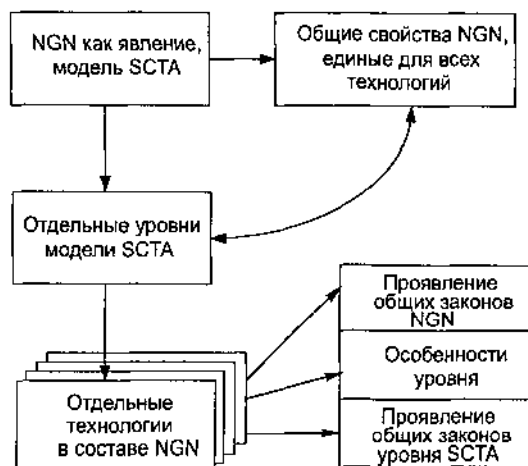 NGN как явление,
модель SCTA
Общие свойства NGN,
единые для всех
технологий
Отдельные уровни
модели SCTA
Отдельные
технологии
в составе NGN
Проявление
общих законов
NGN
Особенности
уровня
Проявление
общих законов
уровня SCTA